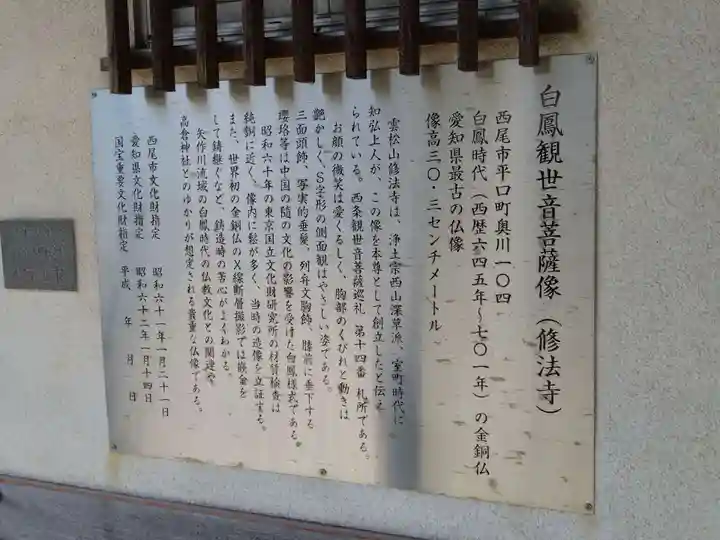 白鳳観世音菩薩像（修法寺）
西尾市平口町奥川一〇四
白鳳時代（西歴六四五年～七〇一年）の金銅仏
愛知県最古の仏像
像高三〇・三センチメートル
雲松山修法寺は、浄土宗西山深草派、室町時代に
知弘上人が、この像を本尊として創立したと伝え
られている。西条観世音菩薩巡礼 第十四番 札所である。
お顔の微笑は愛くるしく、胸部のくびれと動きは
艶かしく、S字形の側面観はやさしい姿である。
三面頭飾、写実的垂髪、列弁文胸飾、膝前に垂下する
瓔珞等は中国の隨の文化の影響を受けた白鳳様式である。
昭和六十年の東京国立文化財研究所の材質検査は
純銅に近く、像内に鬆が多く、当時の造像を立証する。
また、世界初の金銅仏のX線断層撮影では嵌金を
して鋳継ぐなど、鋳造時の苦心がよくわかる。
矢作川流域の白鳳時代の仏教文化との関連や
高倉神社とのゆかりが想定される貴重な仏像である。
西尾市文化財指定 昭和六十一年一月二十一日
愛知県文化財指定 昭和六十二年一月十四日
国宝重要文化財指定 平成 年 月 日